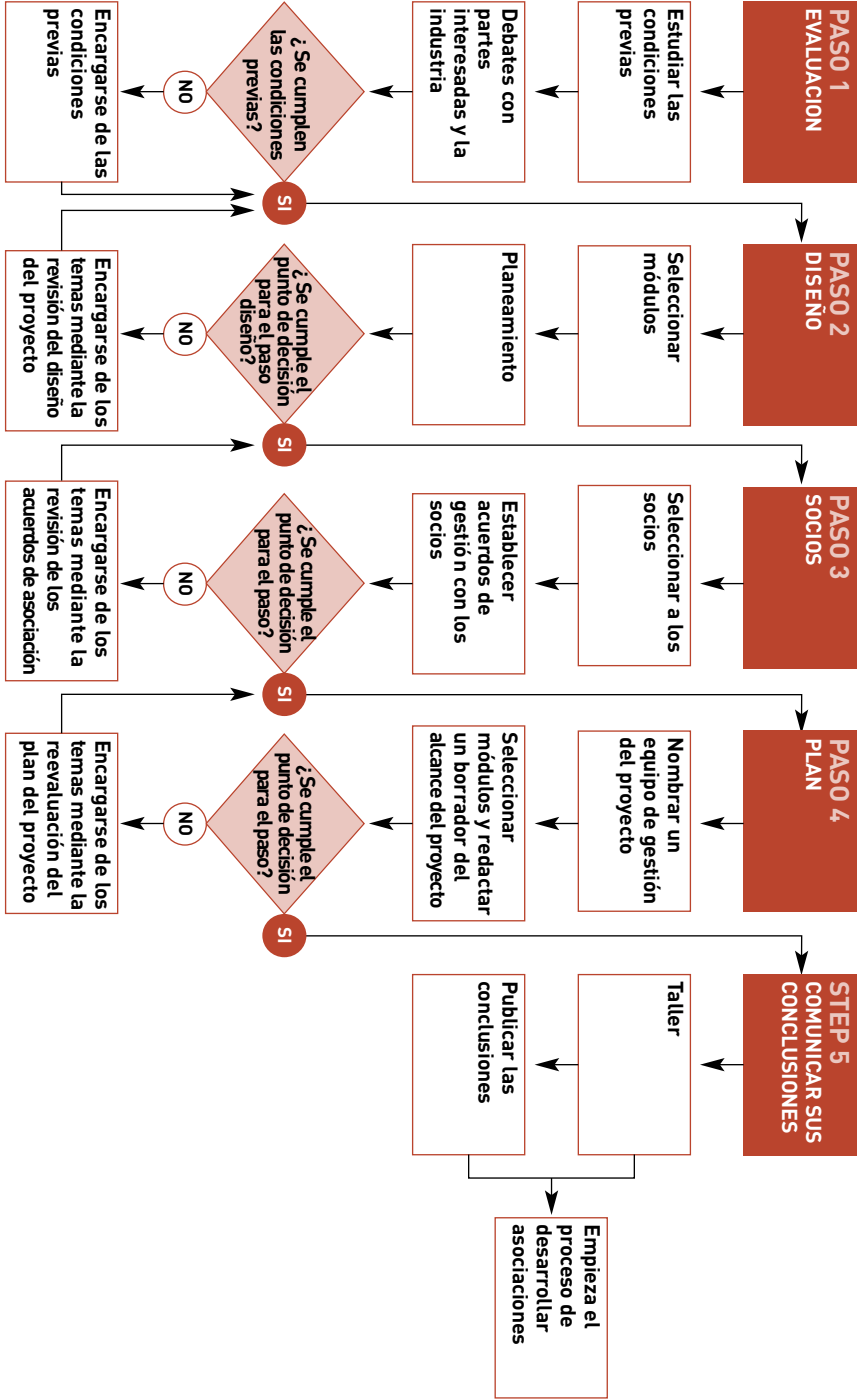 PASO 1
EVALUACION
Estudiar las
condiciones
previas
Debates con
partes
interesadas y la
industria
¿ Se cumplen
las condiciones
previas?
NO
Encargarse de las
condiciones
previas
SI
PASO 2
DISEÑO
Seleccionar
módulos
Planeamiento
¿ Se cumple el
punto de decisión
para el paso
diseño?
NO
Encargarse de los
temas mediante la
revisión del diseño
del proyecto
SI
PASO 3
SOCIOS
Seleccionar a los
socios
Establecer
acuerdos de
gestión con los
socios
¿ Se cumple el
punto de decisión
para el paso?
NO
Encargarse de los
temas mediante la
revisión de los
acuerdos de asociación
SI
PASO 4
PLAN
Nombrar un
equipo de gestión
del proyecto
Seleccionar
módulos y redactar
un borrador del
alcance del proyecto
¿ Se cumple el
punto de decisión
para el paso?
NO
Encargarse de los
temas mediante la
reevaluación del
plan del proyecto
SI
STEP 5
COMUNICAR SUS
CONCLUSIONES
Taller
Publicar las
conclusiones
Empieza el
proceso de
desarrollar
asociaciones